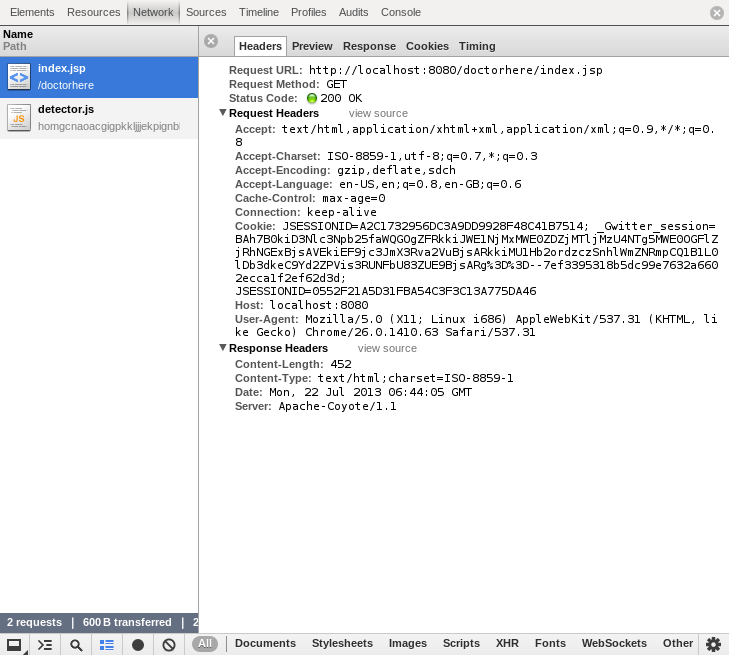 Elements Resources Network Sources Timeline Profiles Audits Console
Name
Path
Headers Preview Response Cookies Timing
index.jsp
/doctorhere
detector.js
homgcnaoacgigpkkljjjekpignb
Request URL: http://localhost:8080/doctorhere/index.jsp
Request Method: GET
Status Code: 200 OK
Request Headers view source
Accept: text/html,application/xhtml+xml,application/xml;q=0.9,*/*;q=0.
8
Accept-Charset: ISO-8859-1,utf-8;q=0.7,*;q=0.3
Accept-Encoding: gzip,deflate,sdch
Accept-Language: en-US,en;q=0.8,en-GB;q=0.6
Cache-Control: max-age=0
Connection: keep-alive
Cookie: JSESSIONID=A2C1732956DC3A9DD9928F48C41B7514; _Gwitter_session=
BAh7B0kiD3Nlc3Npb25faWQGOgZFRkkiJWE1NjMxMWE0ZDZjMTljMzU4NTg5MWE0OGFlZ
jRhNGExBjsAVEkiEF9jc3JmX3Rva2VuBjsARkkiMU1Hb2ordzczSnhlWmZNRmpCQ1B1L0
lDb3dkeC9Yd2ZPVis3RUNFbU83ZUE9BjsARg%3D%3D--7ef3395318b5dc99e7632a660
2ecca1f2ef62d3d;
JSESSIONID=0552F21A5D31FBA54C3F3C13A775DA46
Host: localhost:8080
User-Agent: Mozilla/5.0 (X11; Linux i686) AppleWebKit/537.31 (KHTML, li
ke Gecko) Chrome/26.0.1410.63 Safari/537.31
Response Headers view source
Content-Length: 452
Content-Type: text/html;charset=ISO-8859-1
Date: Mon, 22 Jul 2013 06:44:05 GMT
Server: Apache-Coyote/1.1
2 requests | 600 B transferred | 2
All Documents Stylesheets Images Scripts XHR Fonts WebSockets Other